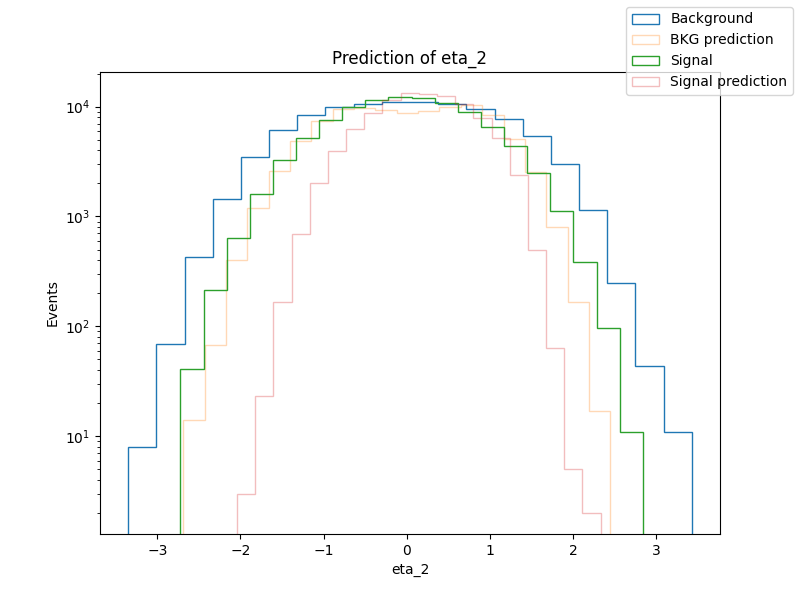 Prediction of eta_2
Background
BKG prediction
Signal
Signal prediction
Events
10⁴
10³
10²
10¹
−3
−2
−1
0
1
2
3
eta_2